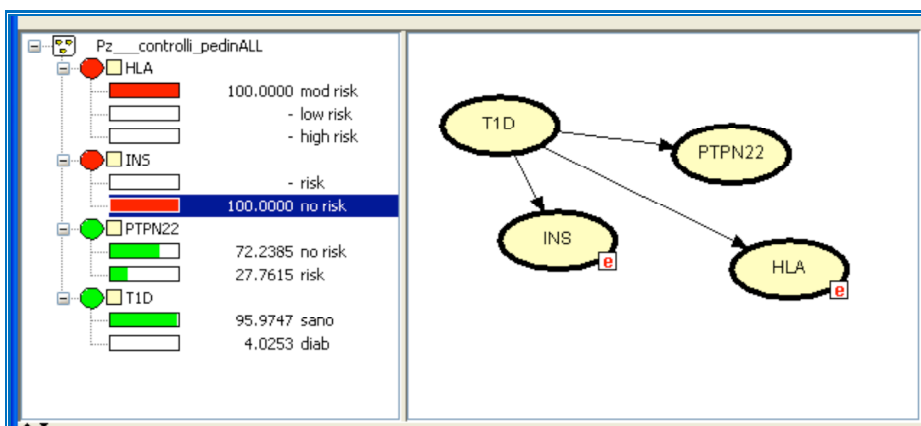 Pz___controlli_pedinALL
HLA
100.0000 mod risk
- low risk
- high risk
INS
- risk
100.0000 no risk
PTPN22
72.2385 no risk
27.7615 risk
T1D
95.9747 sano
4.0253 diab
T1D
PTPN22
INS
e
HLA
e